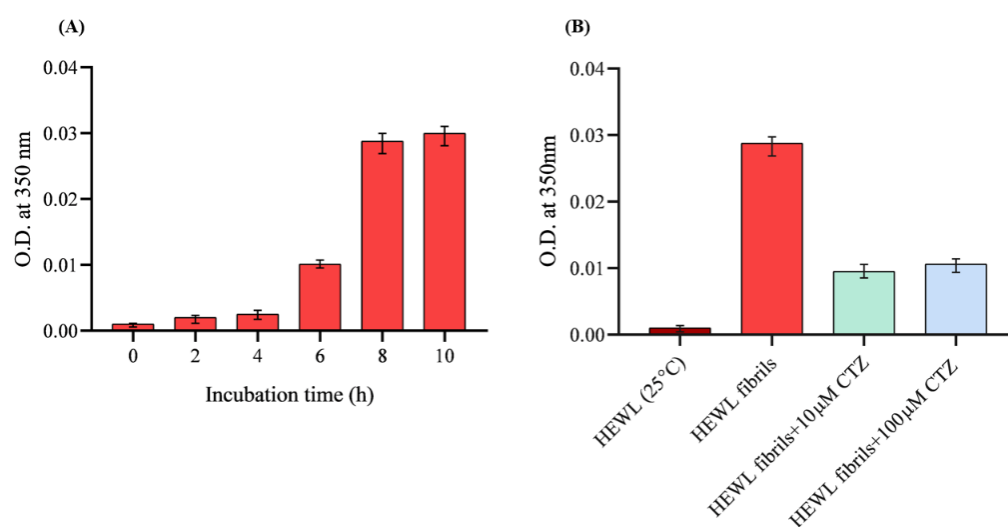 (A)
O.D. at 350 nm
0.04
0.03
0.02
0.01
0.00
0 2 4 6 8 10
Incubation time (h)
(B)
O.D. at 350nm
0.04
0.03
0.02
0.01
0.00
HEWL (25°C)
HEWL fibrils
HEWL fibrils+10µM CTZ
HEWL fibrils+100µM CTZ